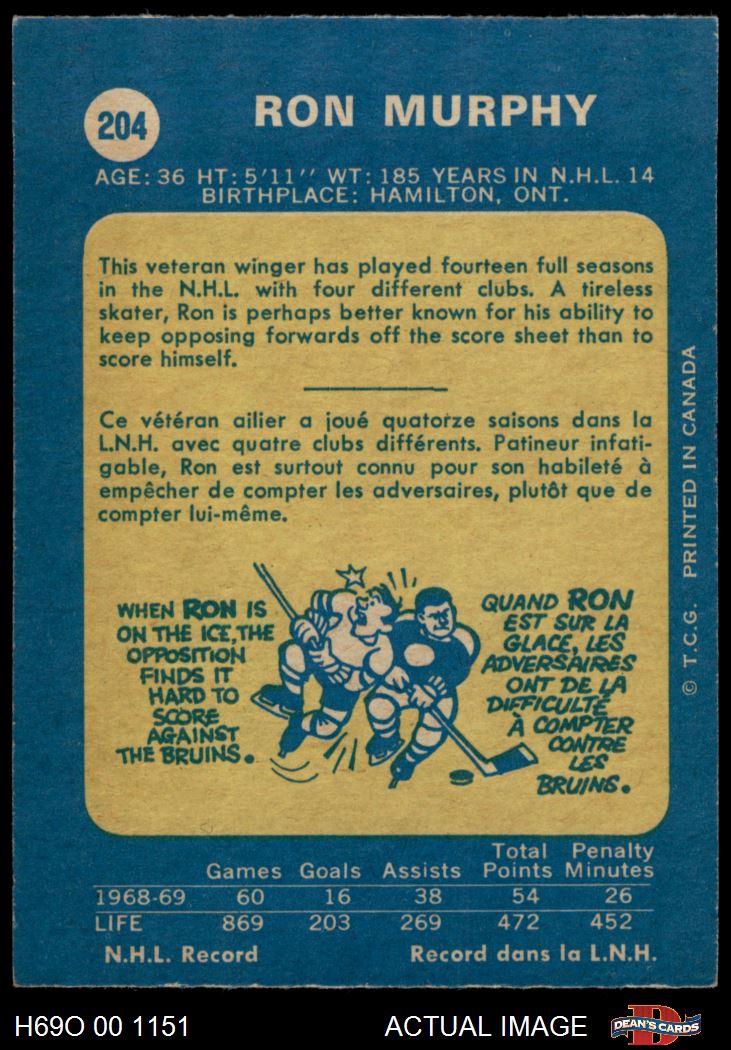 204
RON MURPHY
AGE: 36 HT: 5'11'' WT: 185 YEARS IN N.H.L. 14
BIRTHPLACE: HAMILTON, ONT.
This veteran winger has played fourteen full seasons
in the N.H.L. with four different clubs. A tireless
skater, Ron is perhaps better known for his ability to
keep opposing forwards off the score sheet than to
score himself.
Ce vétéran ailier a joué quatorze saisons dans la
L.N.H. avec quatre clubs différents. Patineur infati-
gable, Ron est surtout connu pour son habileté à
empêcher de compter les adversaires, plutôt que de
compter lui-même.
WHEN RON IS
ON THE ICE, THE
OPPOSITION
FINDS IT
HARD TO
SCORE
AGAINST
THE BRUINS.
QUAND RON
EST SUR LA
GLACE, LES
ADVERSAIRES
ONT DE LA
DIFFICULTÉ
À COMPTER
CONTRE
LES
BRUINS.
© T.C.G. PRINTED IN CANADA
Total Penalty
Games Goals Assists Points Minutes
1968-69 60 16 38 54 26
LIFE 869 203 269 472 452
N.H.L. Record Record dans la L.N.H.
H69O 00 1151 ACTUAL IMAGE
D
DEAN'S CARDS